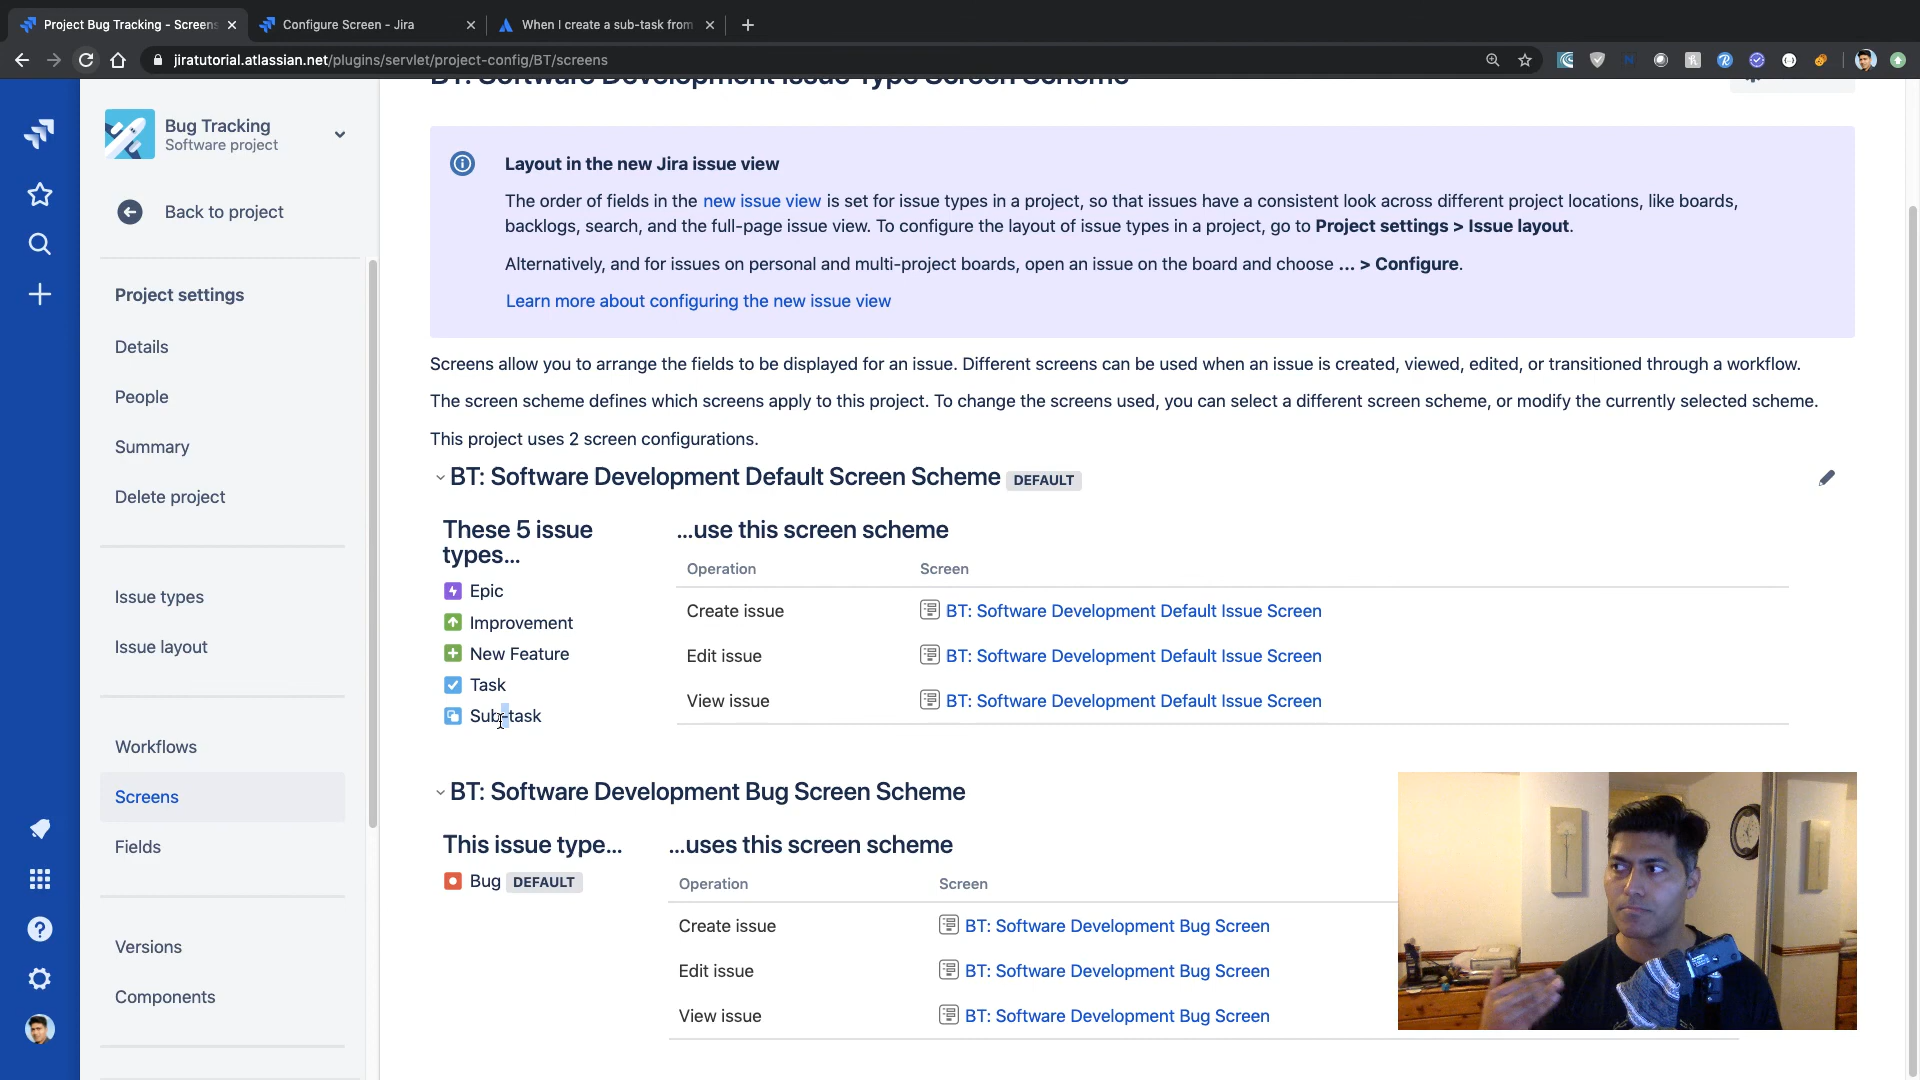 Project Bug Tracking - Screens
Configure Screen - Jira
When I create a sub-task from
jiratutorial.atlassian.net/plugins/servlet/project-config/BT/screens
BT: Software Development Issue Type Screen Scheme
Bug Tracking
Software project
Back to project
Project settings
Details
People
Summary
Delete project
Issue types
Issue layout
Workflows
Screens
Fields
Versions
Components
Layout in the new Jira issue view
The order of fields in the new issue view is set for issue types in a project, so that issues have a consistent look across different project locations, like boards,
backlogs, search, and the full-page issue view. To configure the layout of issue types in a project, go to Project settings > Issue layout.
Alternatively, and for issues on personal and multi-project boards, open an issue on the board and choose ... > Configure.
Learn more about configuring the new issue view
Screens allow you to arrange the fields to be displayed for an issue. Different screens can be used when an issue is created, viewed, edited, or transitioned through a workflow.
The screen scheme defines which screens apply to this project. To change the screens used, you can select a different screen scheme, or modify the currently selected scheme.
This project uses 2 screen configurations.
BT: Software Development Default Screen Scheme DEFAULT
These 5 issue
types...
Epic
Improvement
New Feature
Task
Sub-task
...use this screen scheme
Operation Screen
Create issue BT: Software Development Default Issue Screen
Edit issue BT: Software Development Default Issue Screen
View issue BT: Software Development Default Issue Screen
BT: Software Development Bug Screen Scheme
This issue type...
Bug DEFAULT
...uses this screen scheme
Operation Screen
Create issue BT: Software Development Bug Screen
Edit issue BT: Software Development Bug Screen
View issue BT: Software Development Bug Screen